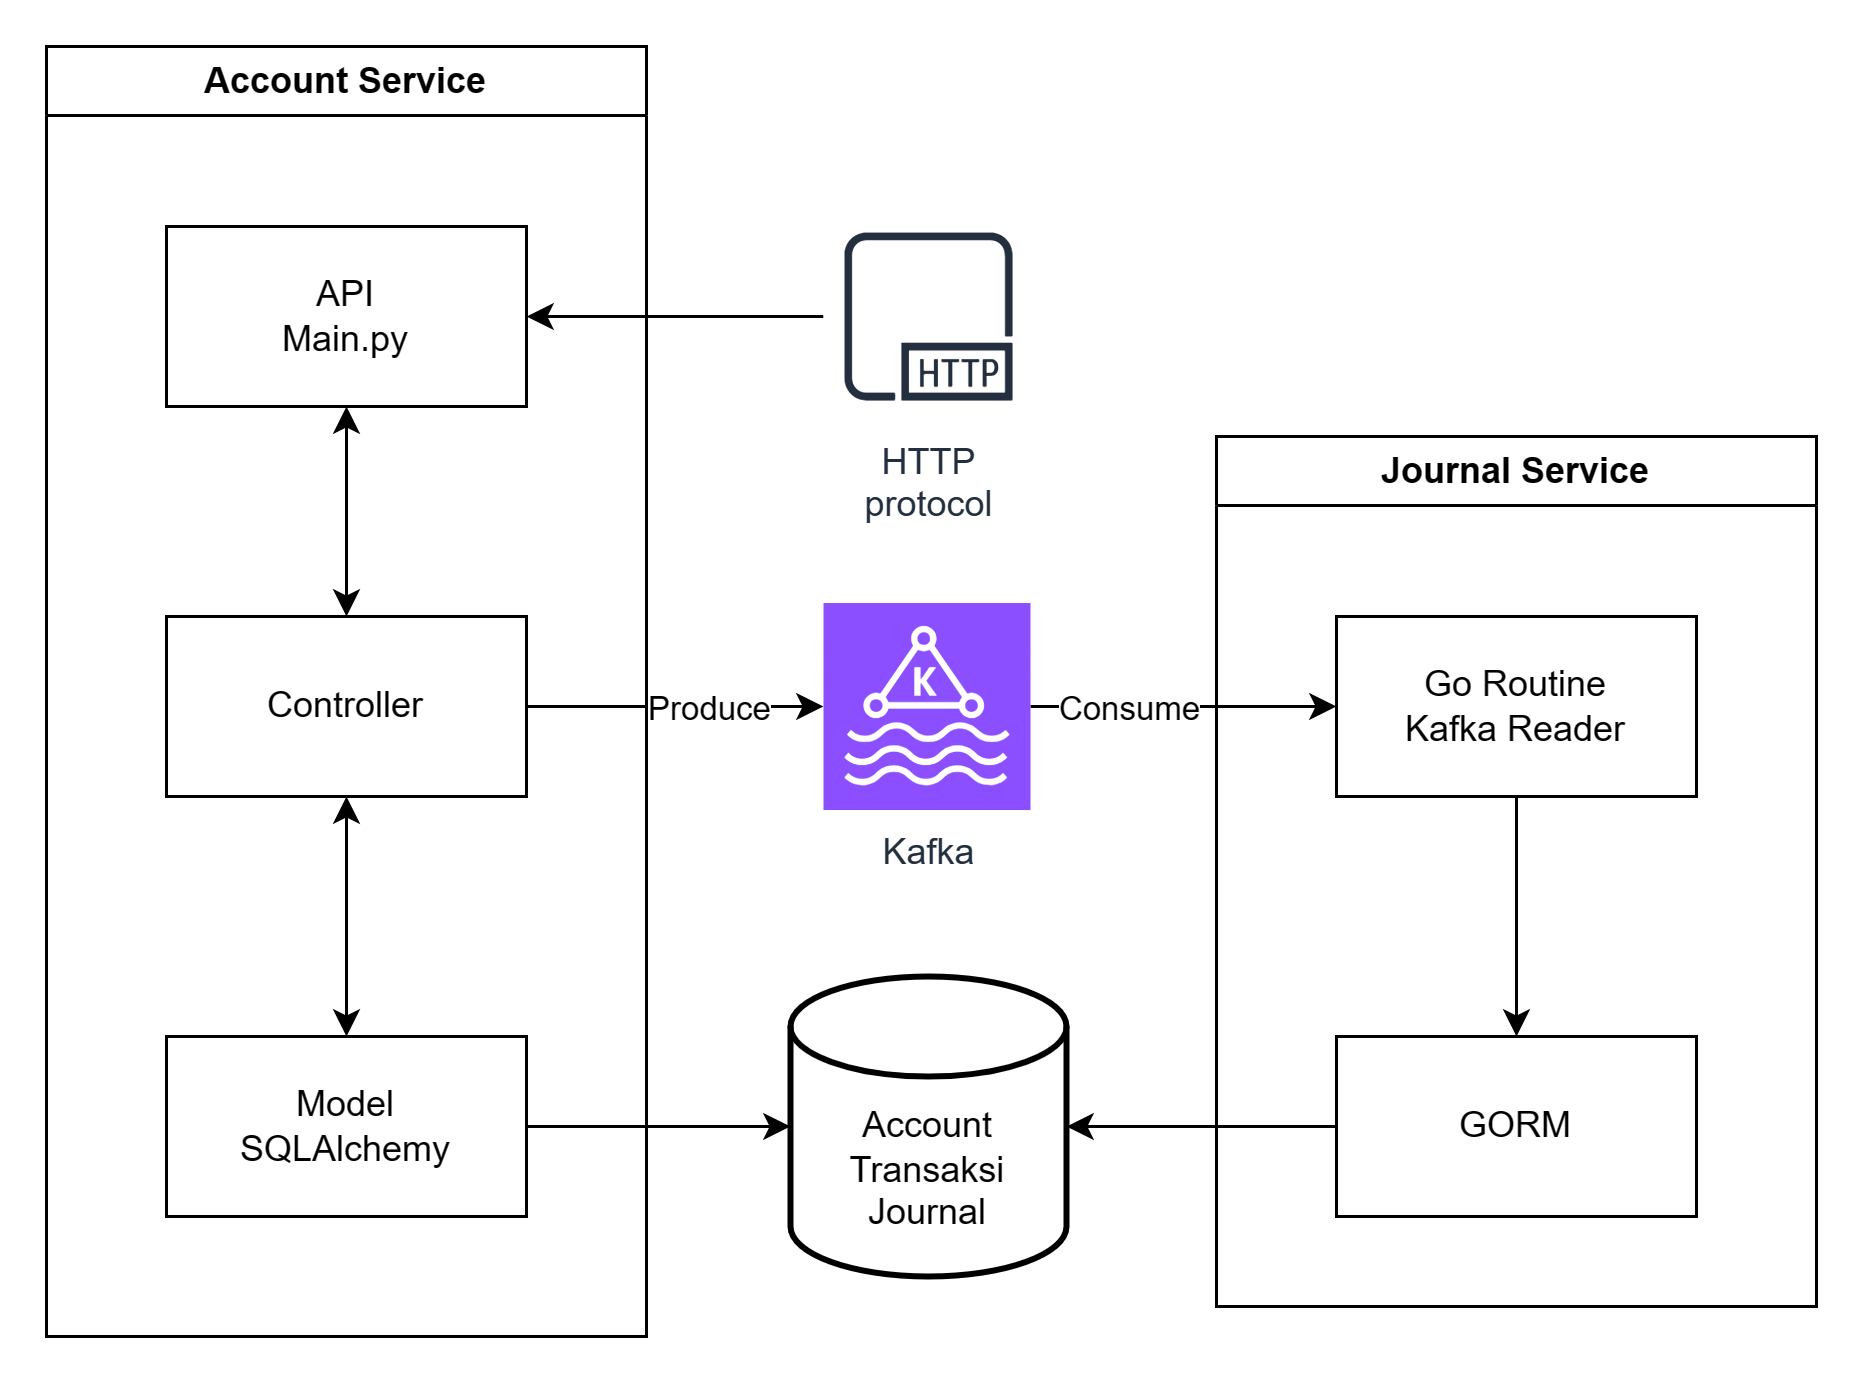 Account Service
API
Main.py
HTTP
HTTP
protocol
Journal Service
Controller
Produce
K
Consume
Go Routine
Kafka Reader
Kafka
Model
SQLAlchemy
Account
Transaksi
Journal
GORM